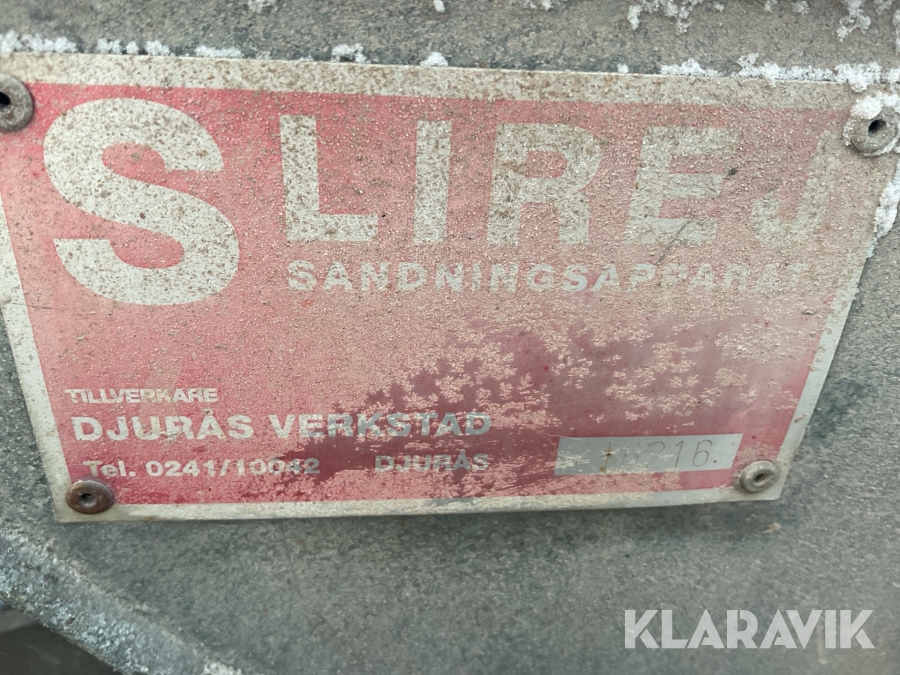 SLIREJ
SANDNINGSAPPARAT
TILLVERKARE
DJURÅS VERKSTAD
Tel. 0241/10042 DJURÅS
KLARAVIK